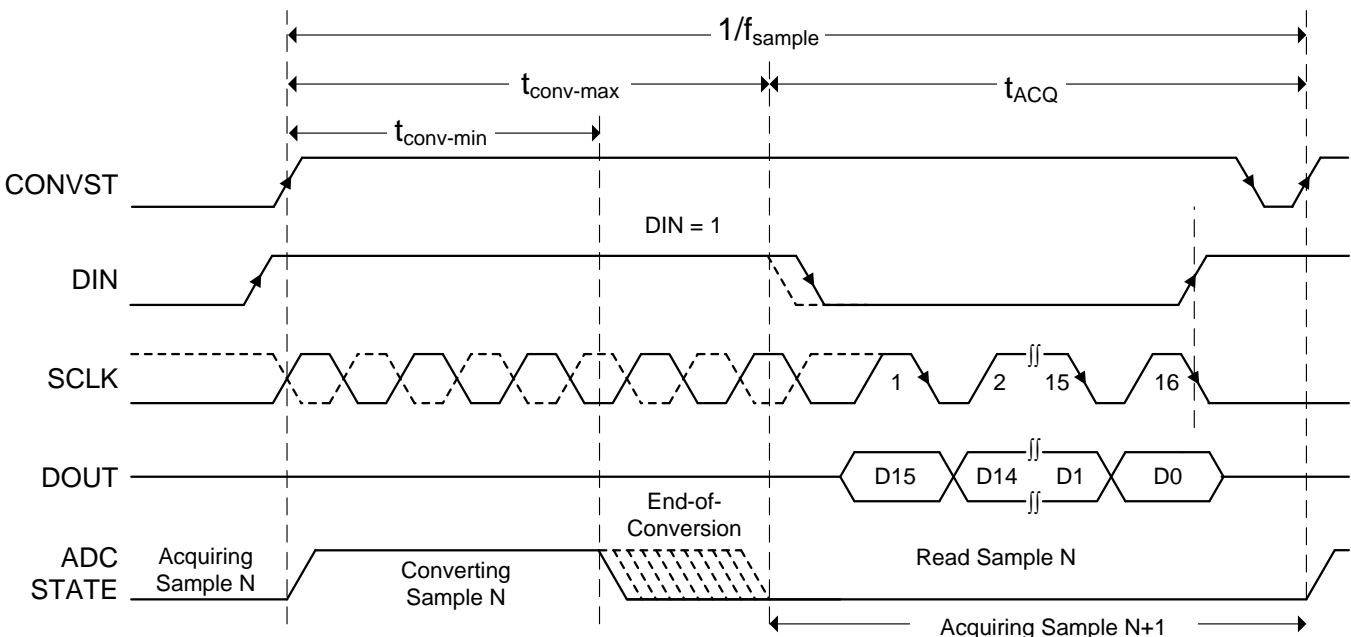 1/fsample
tconv-max
tACQ
tconv-min
CONVST
DIN = 1
DIN
SCLK
1
2
15
16
DOUT
D15
D14
D1
D0
End-of-
Conversion
ADC
STATE
Acquiring
Sample N
Converting
Sample N
Read Sample N
Acquiring Sample N+1